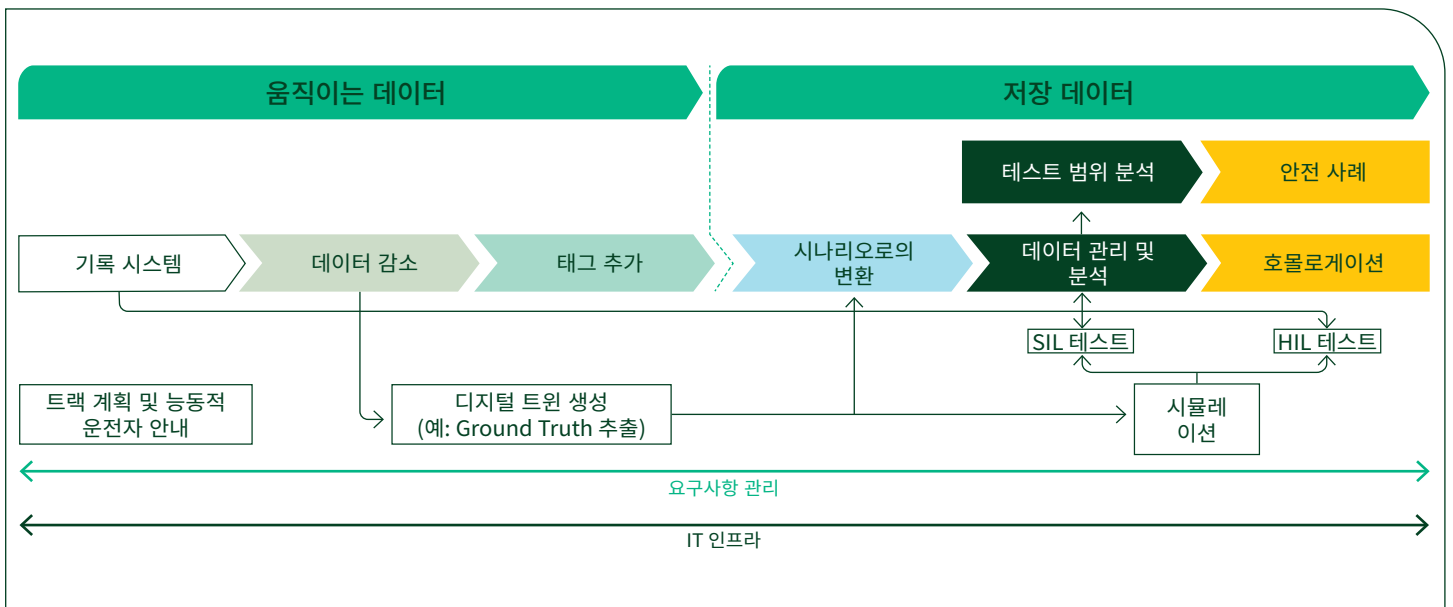 움직이는 데이터
저장 데이터
테스트 범위 분석
안전 사례
기록 시스템
데이터 감소
태그 추가
시나리오로의
변환
데이터 관리 및
분석
호몰로게이션
SIL 테스트
HIL 테스트
트랙 계획 및 능동적
운전자 안내
디지털 트윈 생성
(예: Ground Truth 추출)
시뮬레
이션
요구사항 관리
IT 인프라